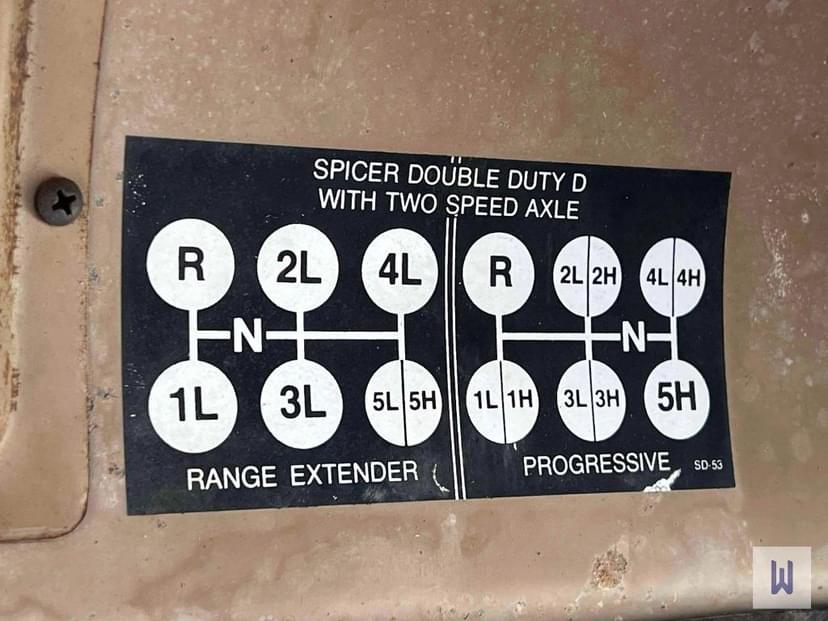 SPICER DOUBLE DUTY D
WITH TWO SPEED AXLE
R 2L 4L
N
1L 3L 5L 5H
RANGE EXTENDER
R 2L 2H 4L 4H
N
1L 1H 3L 3H 5H
PROGRESSIVE
SD-53
W